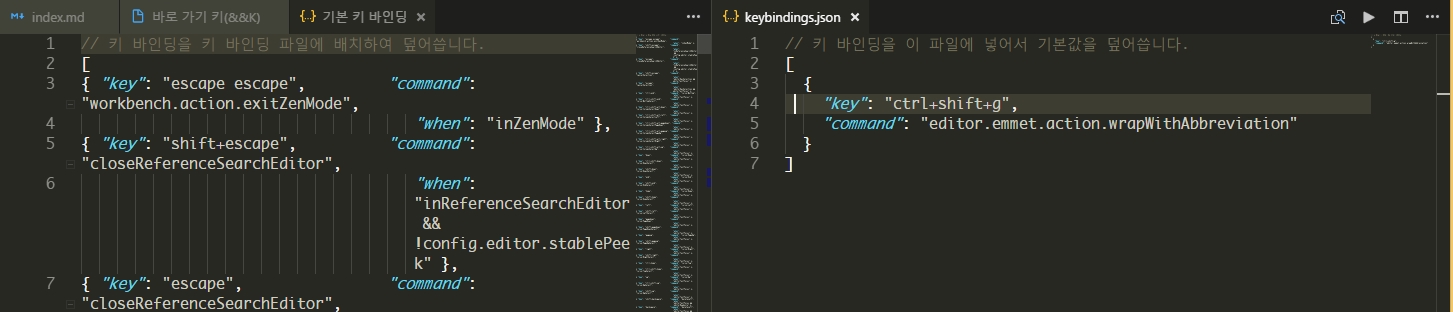 index.md
바로 가기 키(&&K)
{..} 기본 키 바인딩 ×
1 // 키 바인딩을 키 바인딩 파일에 배치하여 덮어씁니다.
2 [
3 { "key": "escape escape", "command":
"workbench.action.exitZenMode",
4 "when": "inZenMode" },
5 { "key": "shift+escape", "command":
"closeReferenceSearchEditor",
6 "when":
"inReferenceSearchEditor
&&
!config.editor.stablePee
k" },
7 { "key": "escape", "command":
"closeReferenceSearchEditor",
{..} keybindings.json ×
1 // 키 바인딩을 이 파일에 넣어서 기본값을 덮어씁니다.
2 [
3 {
4 "key": "ctrl+shift+g",
5 "command": "editor.emmet.action.wrapWithAbbreviation"
6 }
7 ]